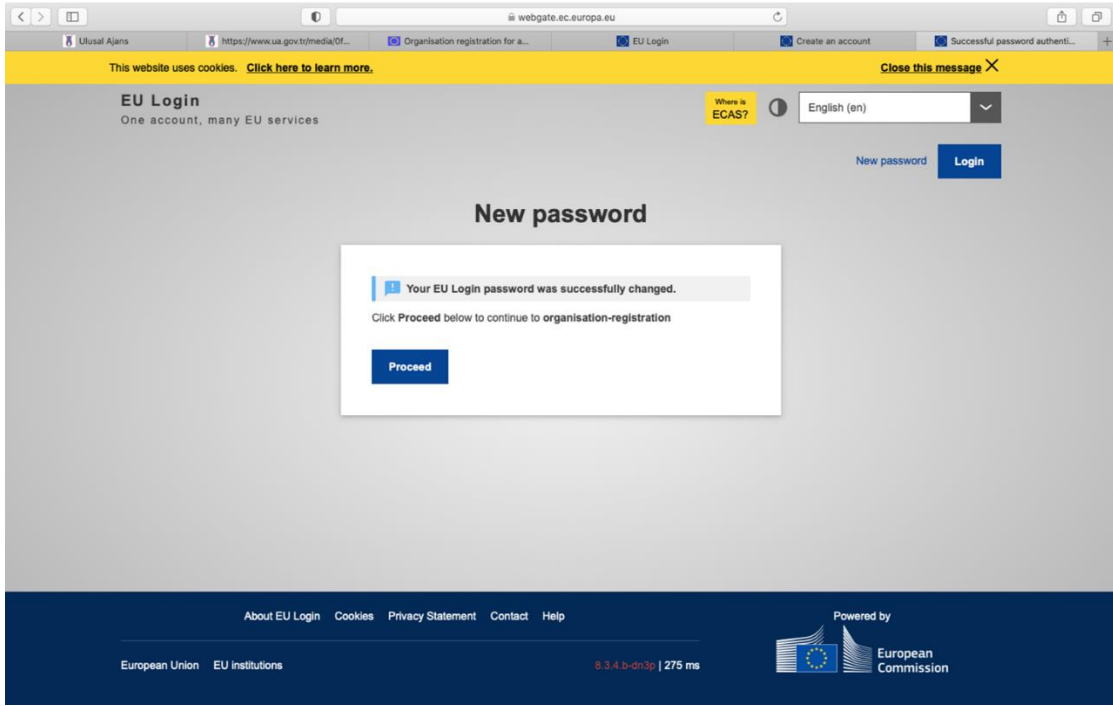 webgate.ec.europa.eu
Ulusal Ajans
https://www.ua.gov.tr/media/0f...
Organisation registration for a...
EU Login
Create an account
Successful password authenti...
This website uses cookies. Click here to learn more.
Close this message
EU Login
One account, many EU services
Where is
ECAS?
English (en)
New password
Login
New password
Your EU Login password was successfully changed.
Click Proceed below to continue to organisation-registration
Proceed
About EU Login Cookies Privacy Statement Contact Help
Powered by
European Union EU institutions
8.3.4.b-dn3p | 275 ms
European
Commission